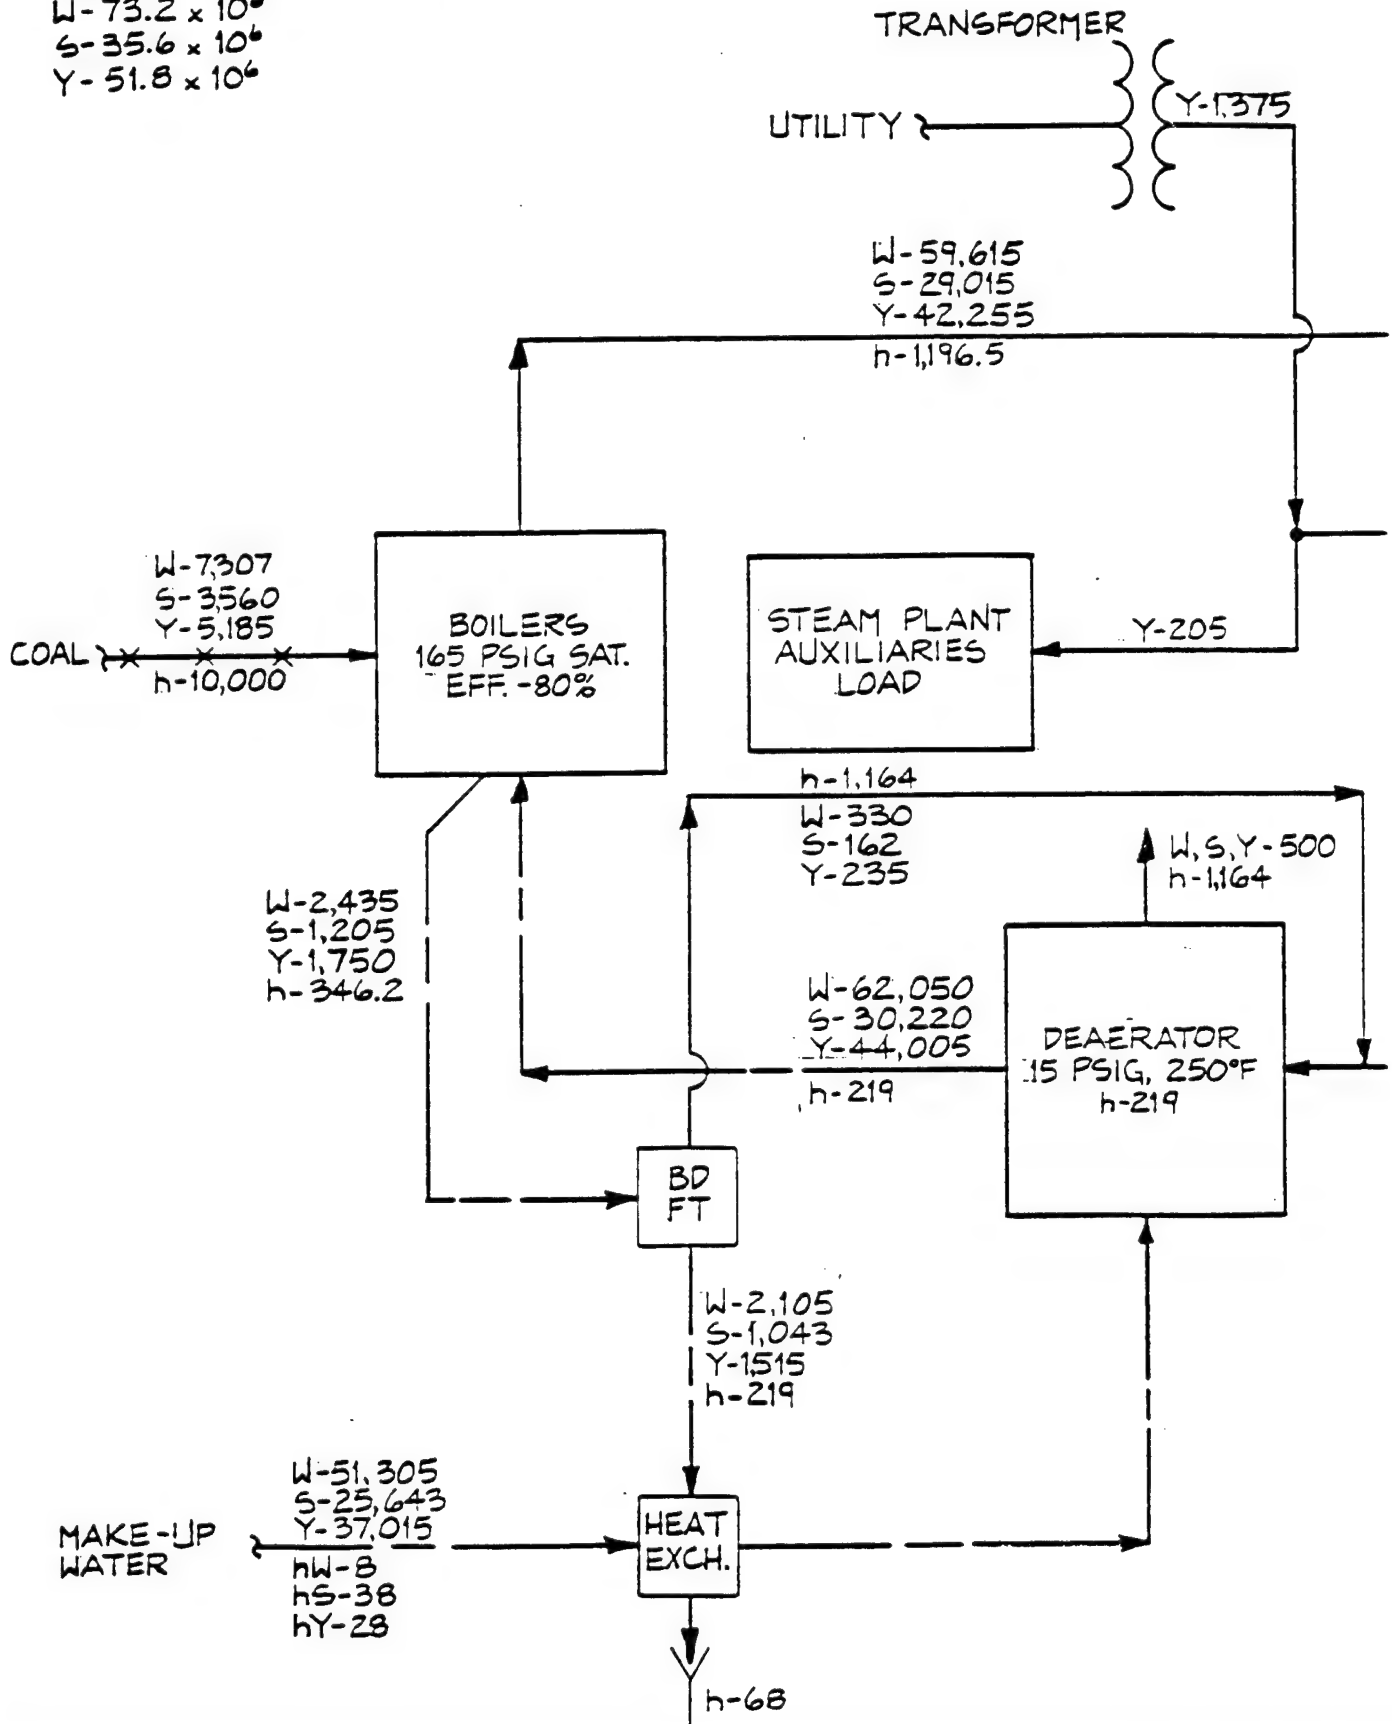 W-73.2 x 10⁶
S-35.6 x 10⁶
Y-51.8 x 10⁶
TRANSFORMER
UTILITY
Y-1,375
W-59,615
S-29,015
Y-42,255
h-1,196.5
W-7,307
S-3,560
Y-5,185
COAL
h-10,000
BOILERS
165 PSIG SAT.
EFF.-80%
STEAM PLANT
AUXILIARIES
LOAD
Y-205
h-1,164
W-330
S-162
Y-235
W,S,Y-500
h-1,164
W-2,435
S-1,205
Y-1,750
h-346.2
W-62,050
S-30,220
Y-44,005
h-219
DEAERATOR
15 PSIG, 250°F
h-219
BD
FT
W-2,105
S-1,043
Y-1,515
h-219
W-51,305
S-25,643
Y-37,015
MAKE-UP
WATER
hW-8
hS-38
hY-28
HEAT
EXCH.
h-68